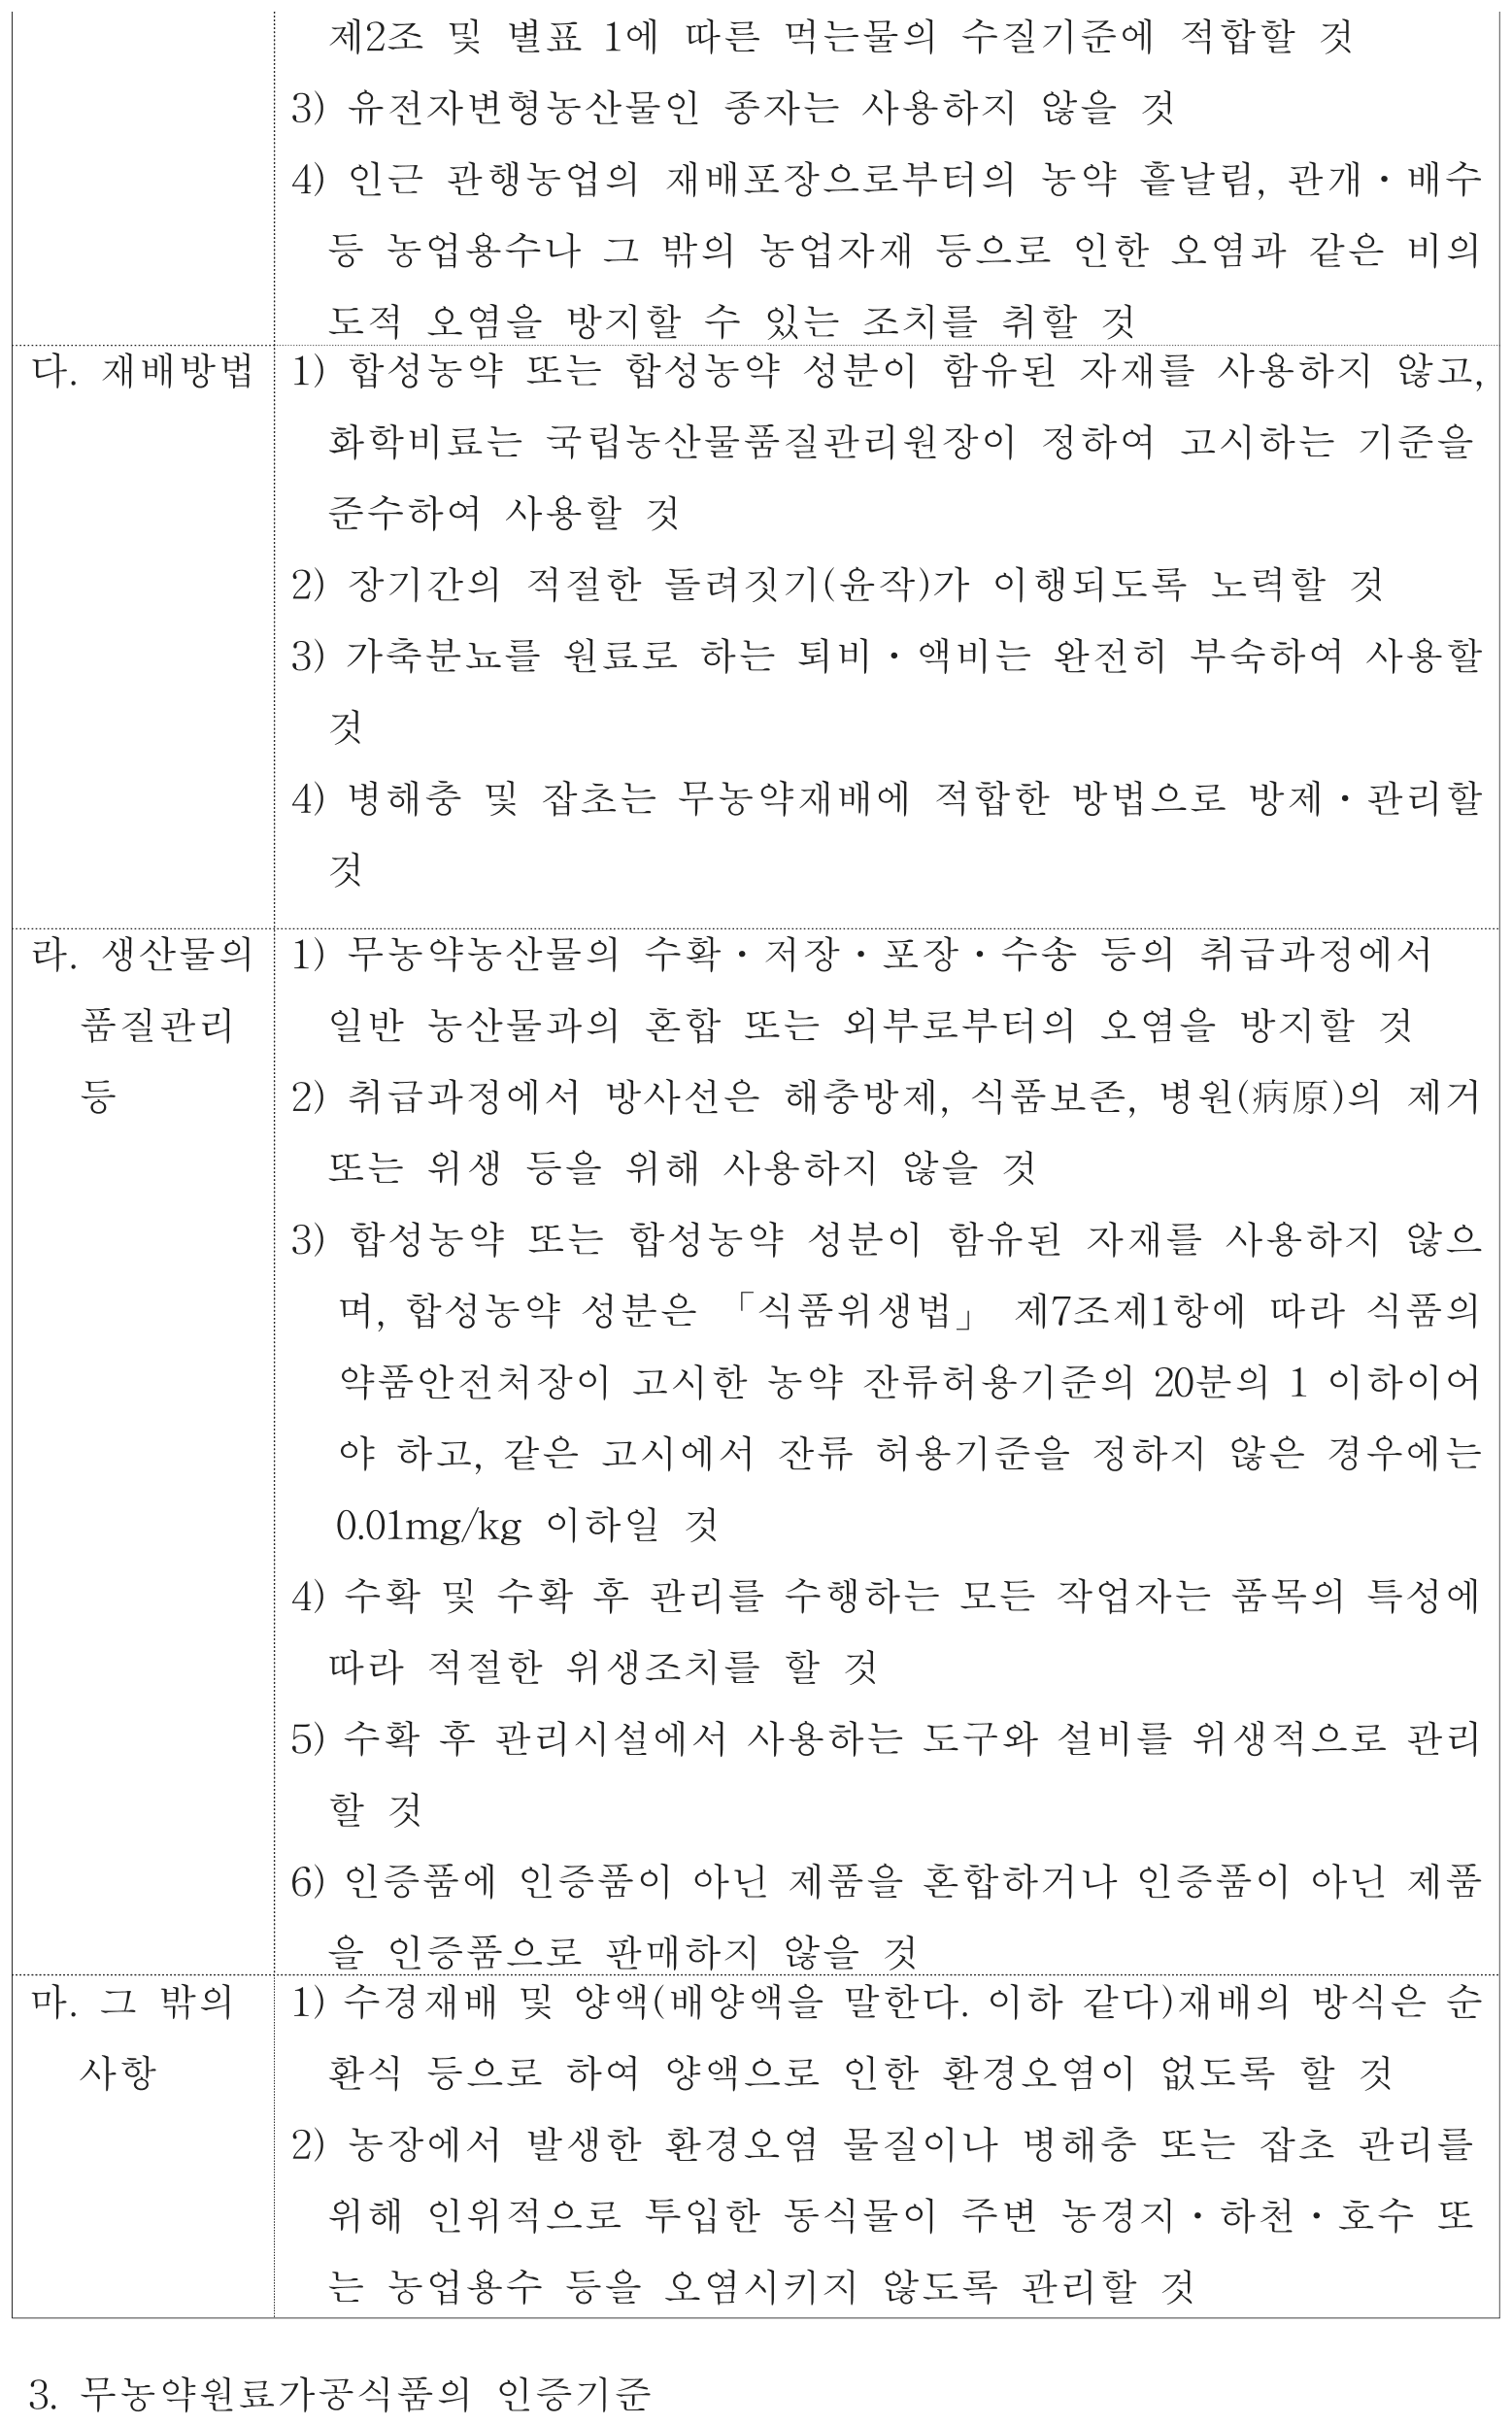 제2조 및 별표 1에 따른 먹는물의 수질기준에 적합할 것
3) 유전자변형농산물인 종자는 사용하지 않을 것
4) 인근 관행농업의 재배포장으로부터의 농약 흩날림, 관개・배수
등 농업용수나 그 밖의 농업자재 등으로 인한 오염과 같은 비의
도적 오염을 방지할 수 있는 조치를 취할 것
다. 재배방법
1) 합성농약 또는 합성농약 성분이 함유된 자재를 사용하지 않고,
화학비료는 국립농산물품질관리원장이 정하여 고시하는 기준을
준수하여 사용할 것
2) 장기간의 적절한 돌려짓기(윤작)가 이행되도록 노력할 것
3) 가축분뇨를 원료로 하는 퇴비・액비는 완전히 부숙하여 사용할
것
4) 병해충 및 잡초는 무농약재배에 적합한 방법으로 방제・관리할
것
라. 생산물의
품질관리
등
1) 무농약농산물의 수확・저장・포장・수송 등의 취급과정에서
일반 농산물과의 혼합 또는 외부로부터의 오염을 방지할 것
2) 취급과정에서 방사선은 해충방제, 식품보존, 병원(病原)의 제거
또는 위생 등을 위해 사용하지 않을 것
3) 합성농약 또는 합성농약 성분이 함유된 자재를 사용하지 않으
며, 합성농약 성분은 「식품위생법」 제7조제1항에 따라 식품의
약품안전처장이 고시한 농약 잔류허용기준의 20분의 1 이하이어
야 하고, 같은 고시에서 잔류 허용기준을 정하지 않은 경우에는
0.01mg/kg 이하일 것
4) 수확 및 수확 후 관리를 수행하는 모든 작업자는 품목의 특성에
따라 적절한 위생조치를 할 것
5) 수확 후 관리시설에서 사용하는 도구와 설비를 위생적으로 관리
할 것
6) 인증품에 인증품이 아닌 제품을 혼합하거나 인증품이 아닌 제품
을 인증품으로 판매하지 않을 것
마. 그 밖의
사항
1) 수경재배 및 양액(배양액을 말한다. 이하 같다)재배의 방식은 순
환식 등으로 하여 양액으로 인한 환경오염이 없도록 할 것
2) 농장에서 발생한 환경오염 물질이나 병해충 또는 잡초 관리를
위해 인위적으로 투입한 동식물이 주변 농경지・하천・호수 또
는 농업용수 등을 오염시키지 않도록 관리할 것
3. 무농약원료가공식품의 인증기준